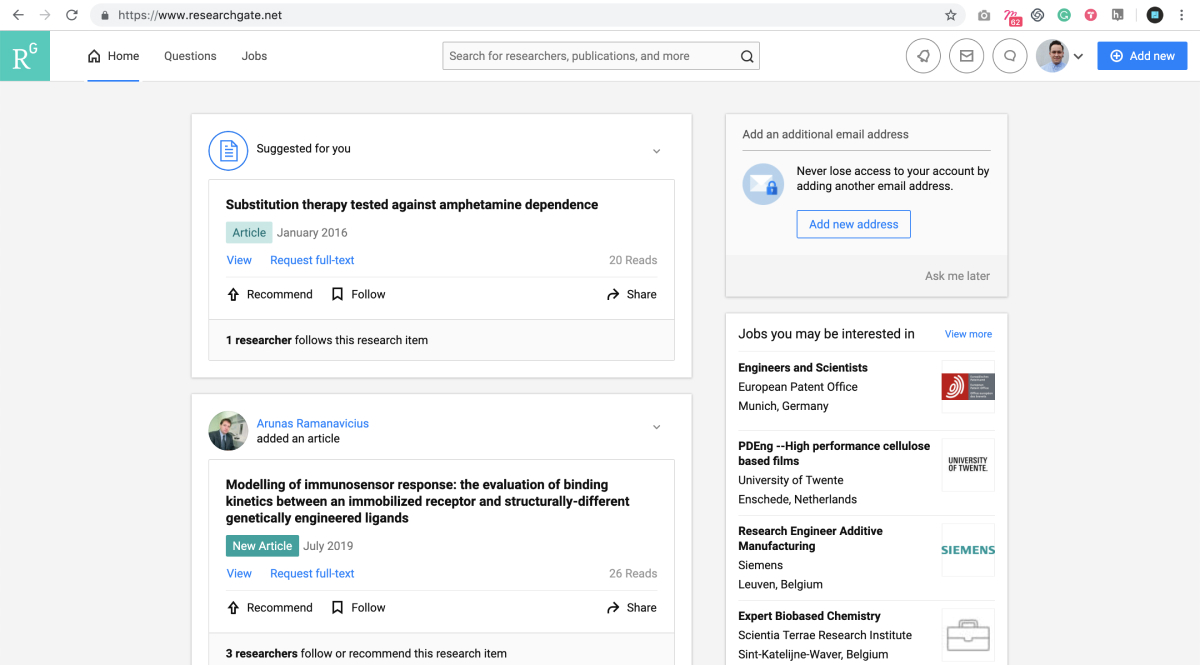 https://www.researchgate.net
62
RG
Home
Questions
Jobs
Search for researchers, publications, and more
Add new
Suggested for you
Substitution therapy tested against amphetamine dependence
Article January 2016
View Request full-text 20 Reads
Recommend Follow Share
1 researcher follows this research item
Arunas Ramanavicius
added an article
Modelling of immunosensor response: the evaluation of binding
kinetics between an immobilized receptor and structurally-different
genetically engineered ligands
New Article July 2019
View Request full-text 26 Reads
Recommend Follow Share
3 researchers follow or recommend this research item
Add an additional email address
Never lose access to your account by
adding another email address.
Add new address
Ask me later
Jobs you may be interested in View more
Engineers and Scientists
European Patent Office
Munich, Germany
PDEng --High performance cellulose
based films
University of Twente
Enschede, Netherlands
UNIVERSITY
OF TWENTE.
Research Engineer Additive
Manufacturing
Siemens
Leuven, Belgium
SIEMENS
Expert Biobased Chemistry
Scientia Terrae Research Institute
Sint-Katelijne-Waver, Belgium